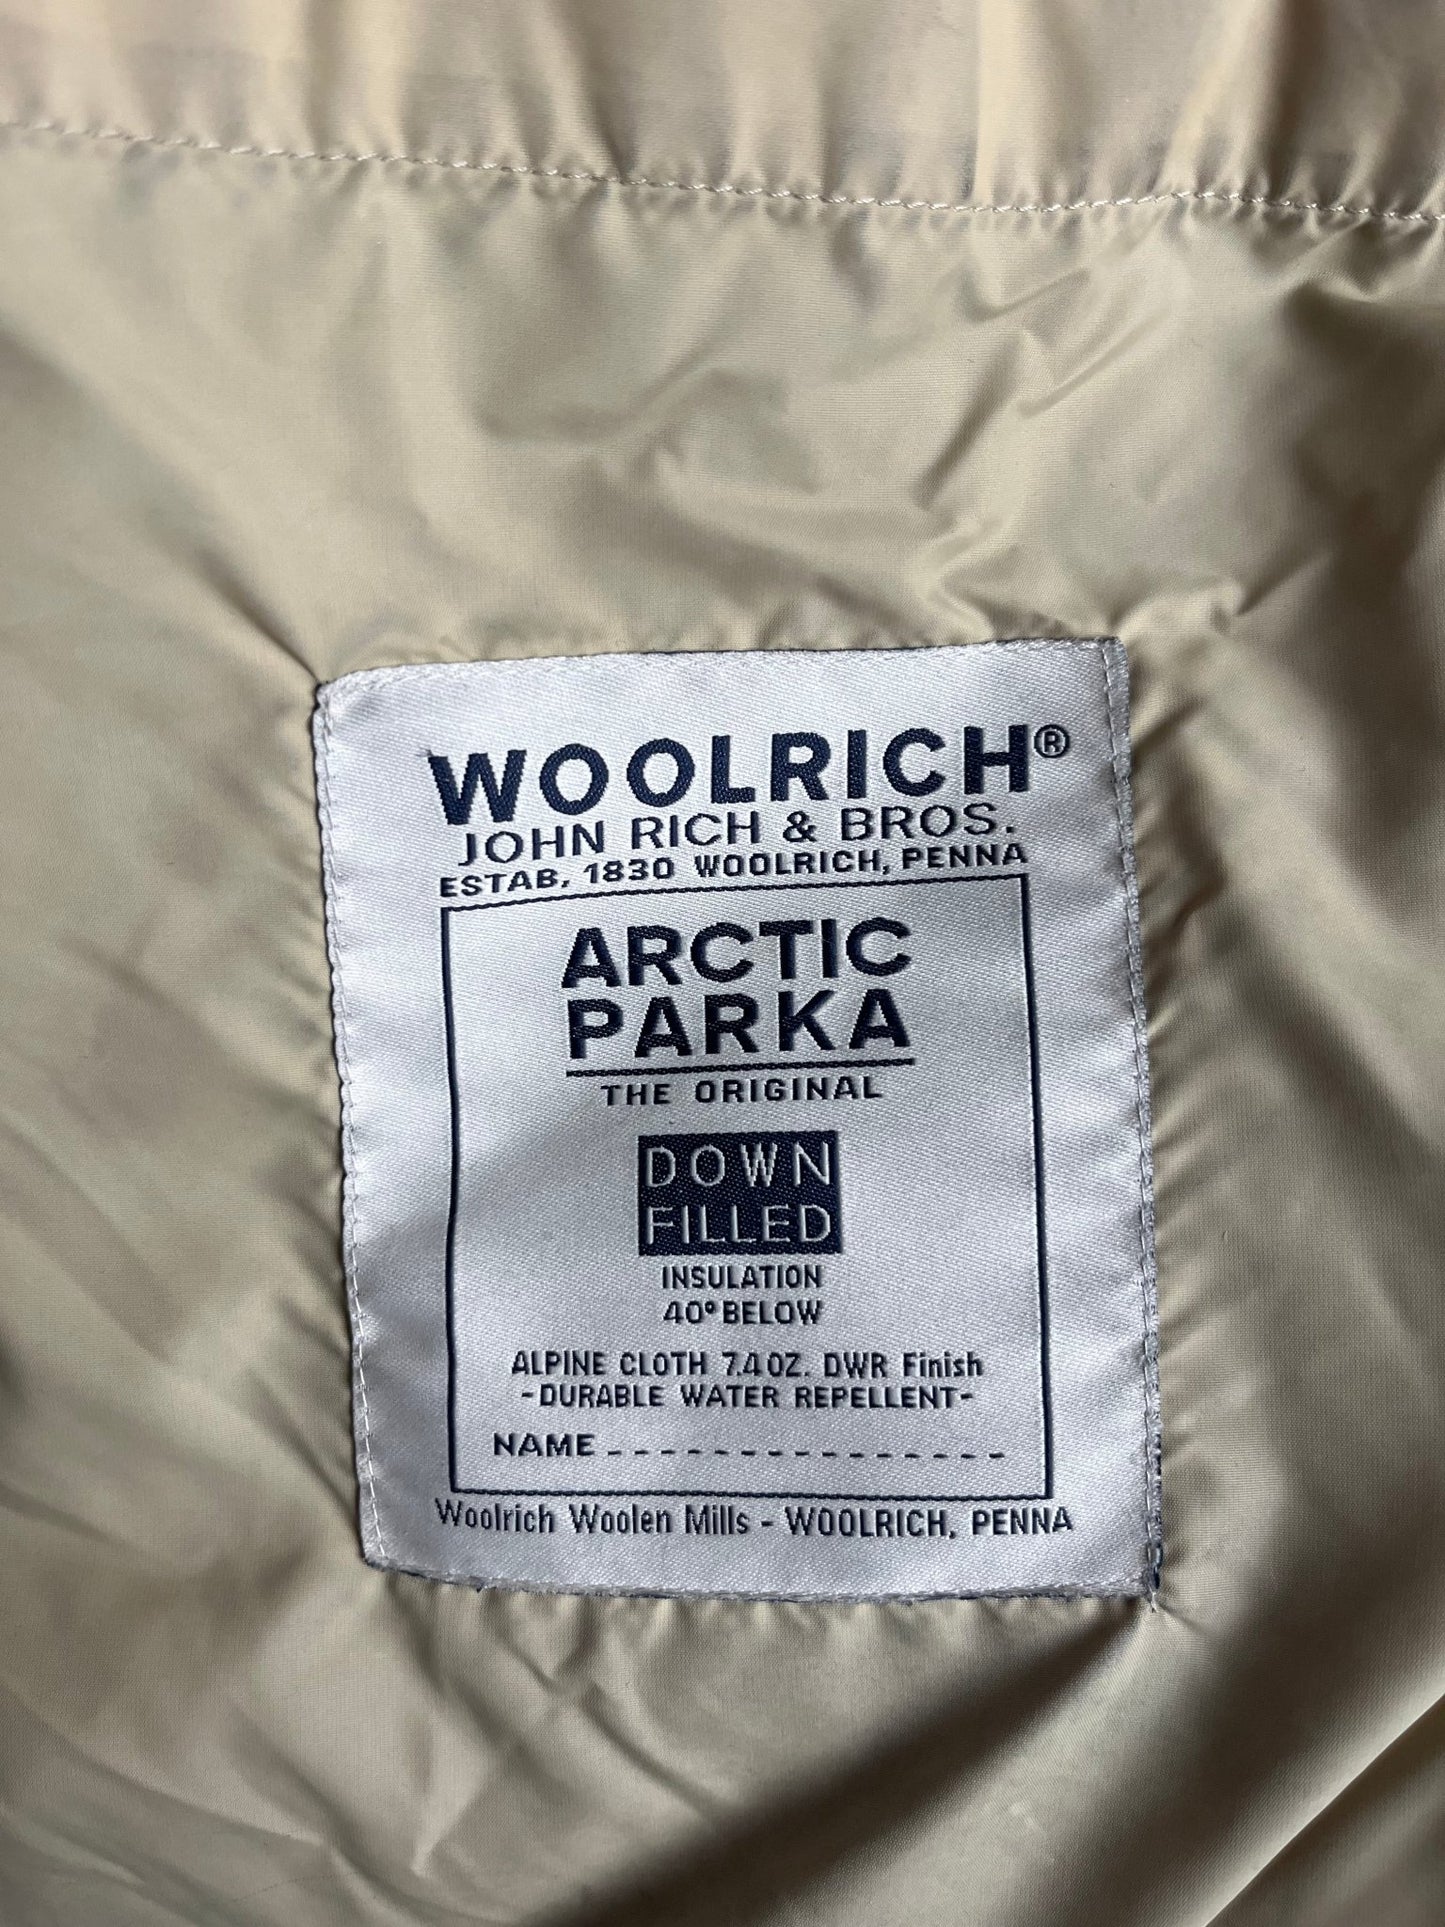 WOOLRICH®
JOHN RICH & BROS.
ESTAB. 1830 WOOLRICH, PENNA
ARCTIC
PARKA
THE ORIGINAL
DOWN
FILLED
INSULATION
40° BELOW
ALPINE CLOTH 7.4 OZ. DWR Finish
-DURABLE WATER REPELLENT-
NAME _ _ _ _ _ _ _ _ _ _ _ _ _ _ _
Woolrich Woolen Mills - WOOLRICH, PENNA